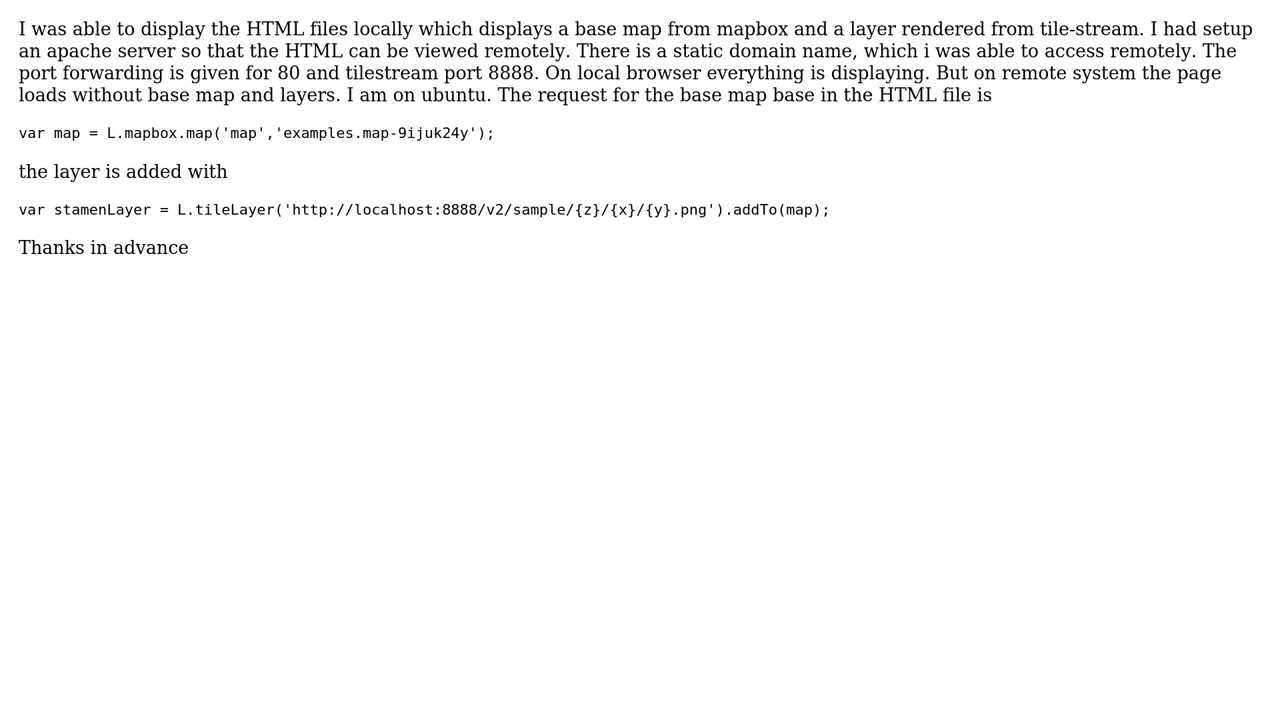 I was able to display the HTML files locally which displays a base map from mapbox and a layer rendered from tile-stream. I had setup
an apache server so that the HTML can be viewed remotely. There is a static domain name, which i was able to access remotely. The
port forwarding is given for 80 and tilestream port 8888. On local browser everything is displaying. But on remote system the page
loads without base map and layers. I am on ubuntu. The request for the base map base in the HTML file is
var map = L.mapbox.map('map','examples.map-9ijuk24y');
the layer is added with
var stamenLayer = L.tileLayer('http://localhost:8888/v2/sample/{z}/{x}/{y}.png').addTo(map);
Thanks in advance